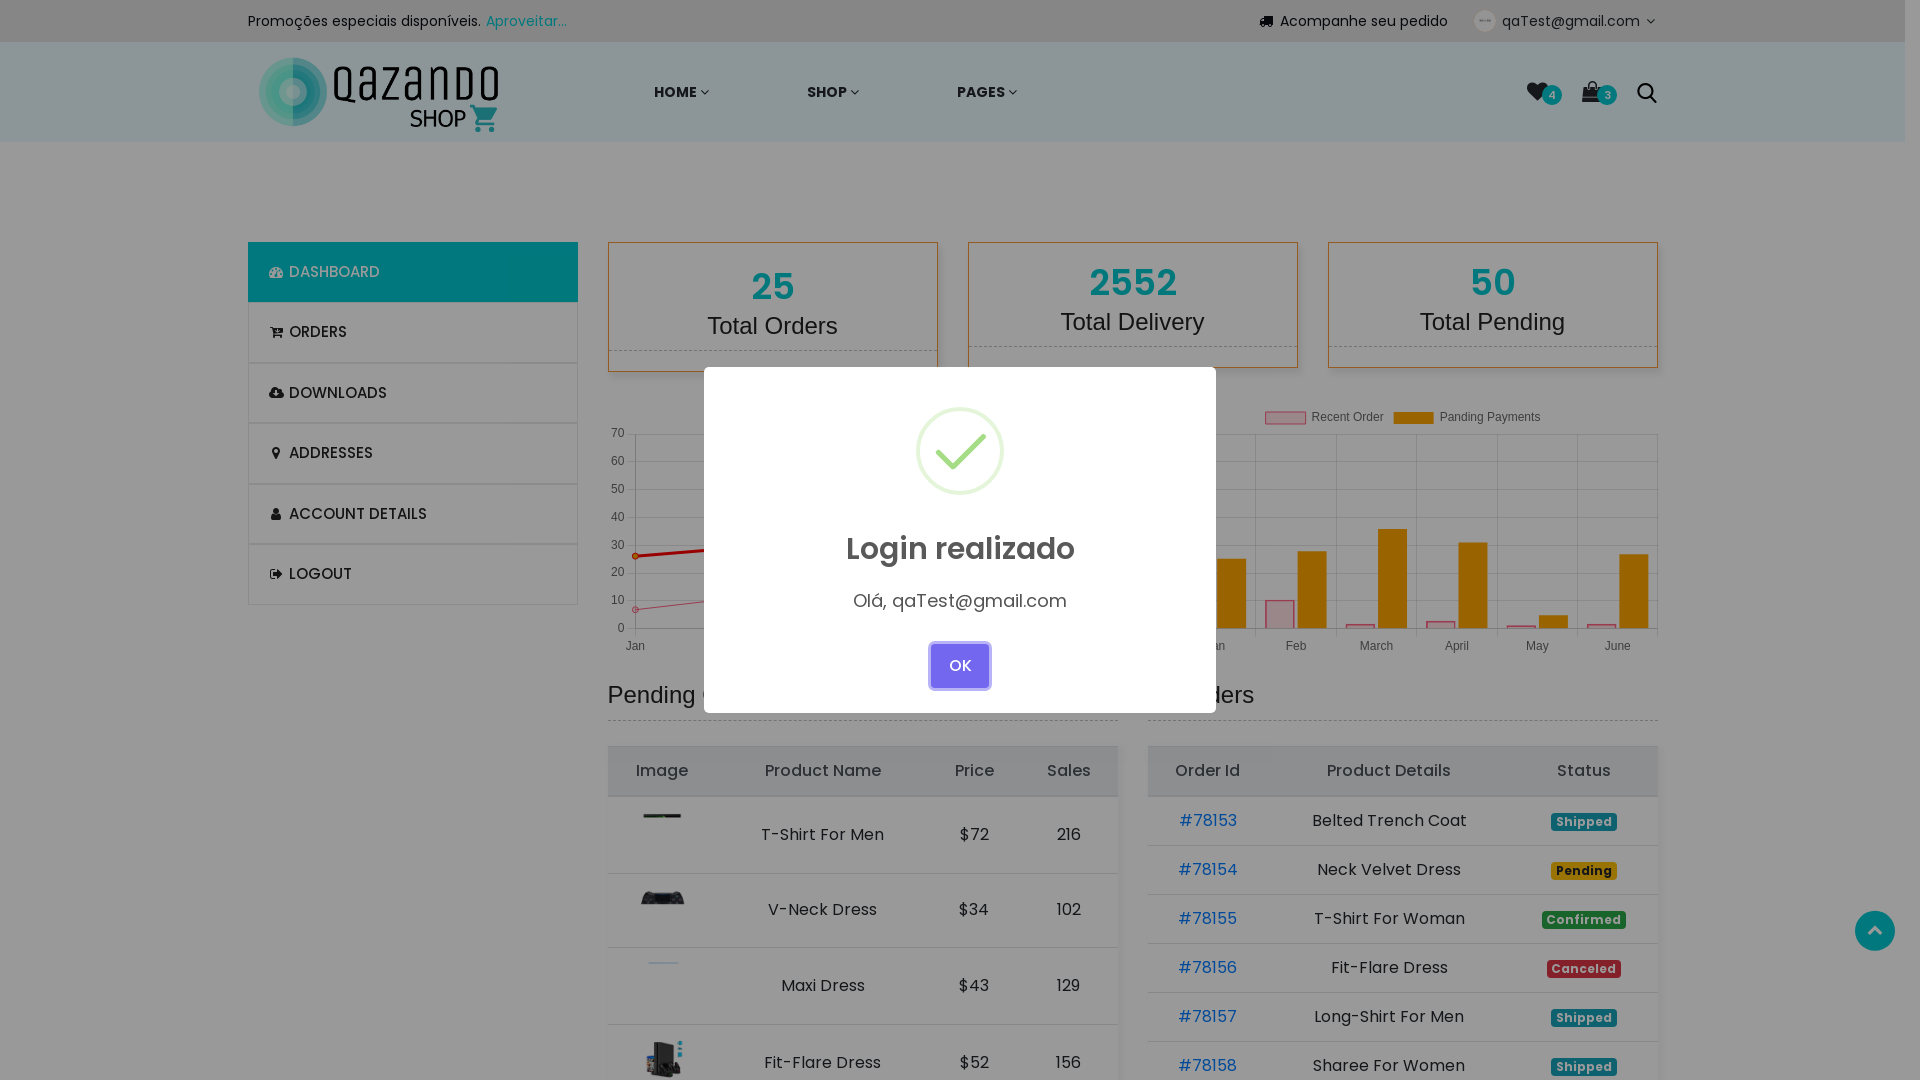 Promoções especiais disponíveis. Aproveitar...
Acompanhe seu pedido
qaTest@gmail.com
QAZANDO
SHOP
HOME
SHOP
PAGES
4
3
DASHBOARD
ORDERS
DOWNLOADS
ADDRESSES
ACCOUNT DETAILS
LOGOUT
25
Total Orders
2552
Total Delivery
50
Total Pending
Recent Order
Panding Payments
70
60
50
40
30
20
10
0
Jan
Feb
March
April
May
June
Login realizado
Olá, qaTest@gmail.com
OK
Pending
Image Product Name Price Sales
T-Shirt For Men $72 216
V-Neck Dress $34 102
Maxi Dress $43 129
Fit-Flare Dress $52 156
Order Id Product Details Status
#78153 Belted Trench Coat Shipped
#78154 Neck Velvet Dress Pending
#78155 T-Shirt For Woman Confirmed
#78156 Fit-Flare Dress Canceled
#78157 Long-Shirt For Men Shipped
#78158 Sharee For Women Shipped